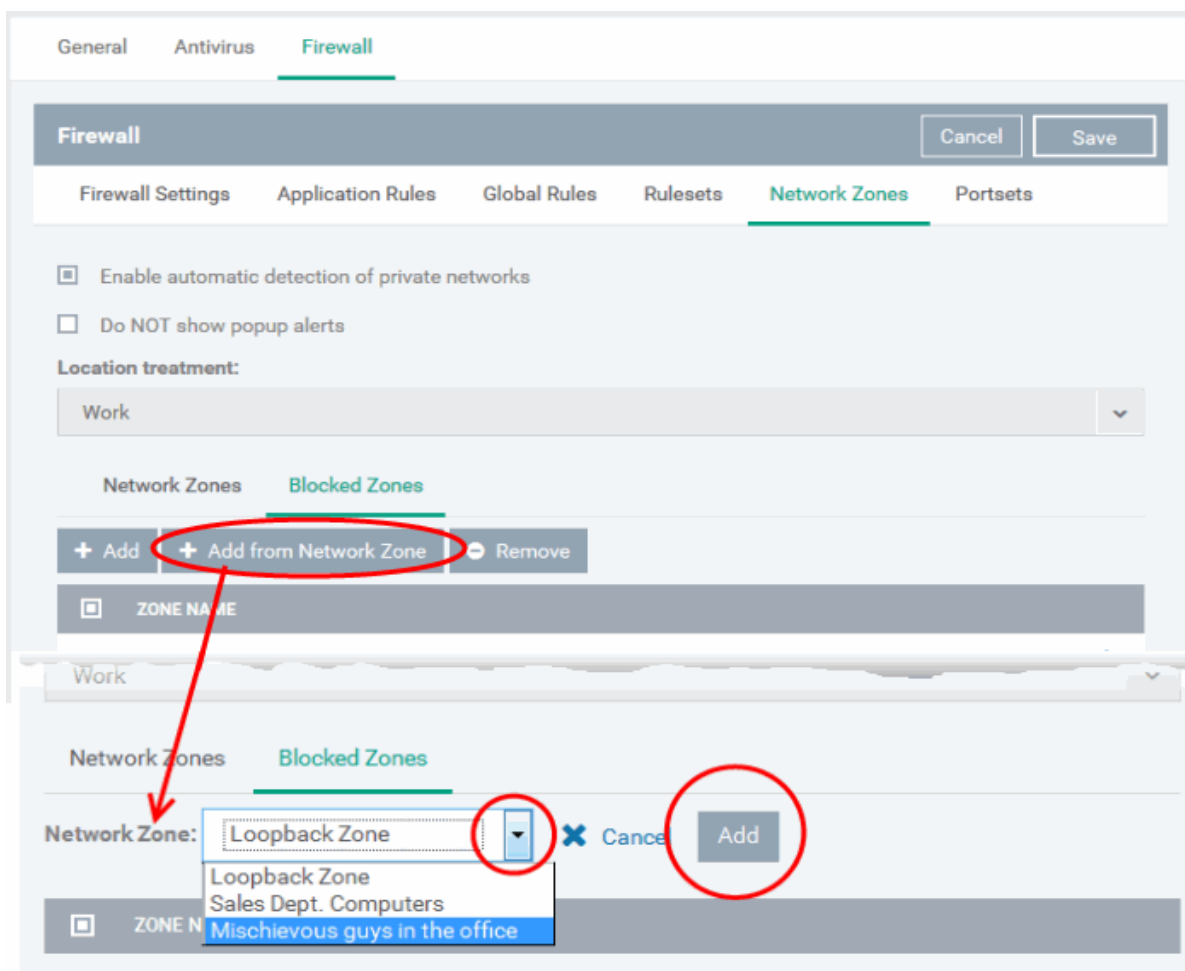 General Antivirus Firewall
Firewall Cancel Save
Firewall Settings Application Rules Global Rules Rulesets Network Zones Portsets
Enable automatic detection of private networks
Do NOT show popup alerts
Location treatment:
Work
Network Zones Blocked Zones
+ Add + Add from Network Zone Remove
ZONE NAME
Work
Network Zones Blocked Zones
Network Zone: Loopback Zone Cancel Add
Loopback Zone
Sales Dept. Computers
ZONE N Mischievous guys in the office